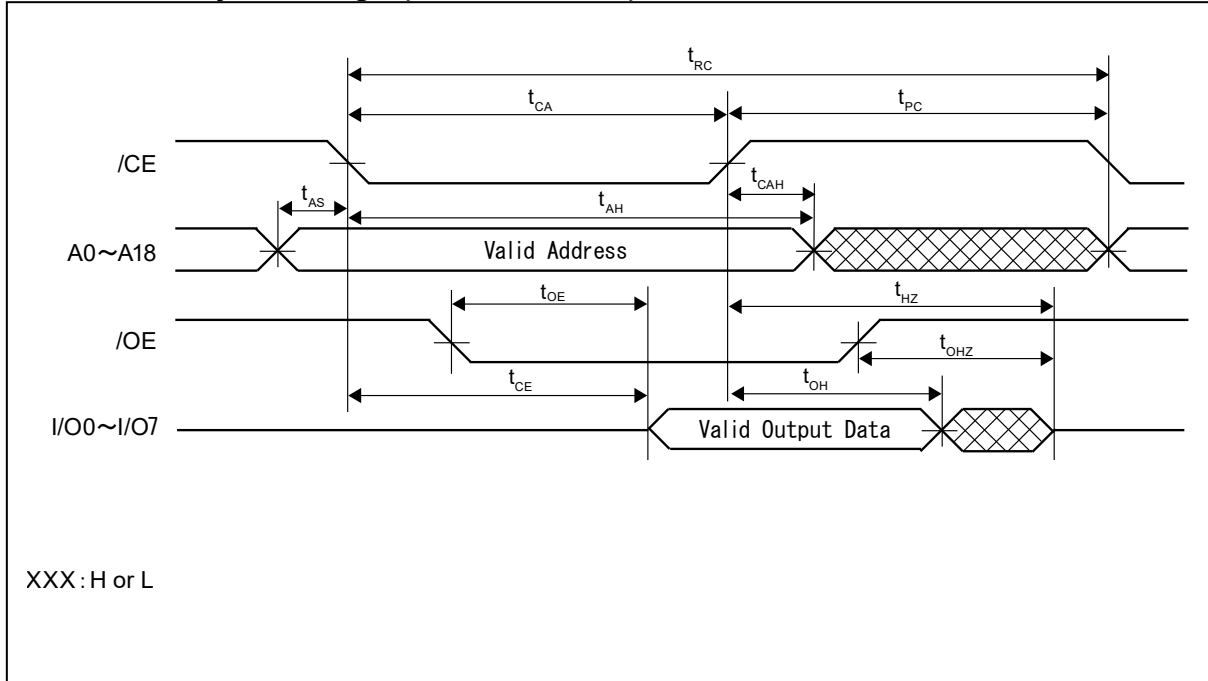 tRC
tCA
tPC
/CE
tCAH
tAS
tAH
A0~A18
Valid Address
tOE
tHZ
/OE
tOHZ
tCE
tOH
I/O0~I/O7
Valid Output Data
XXX : H or L